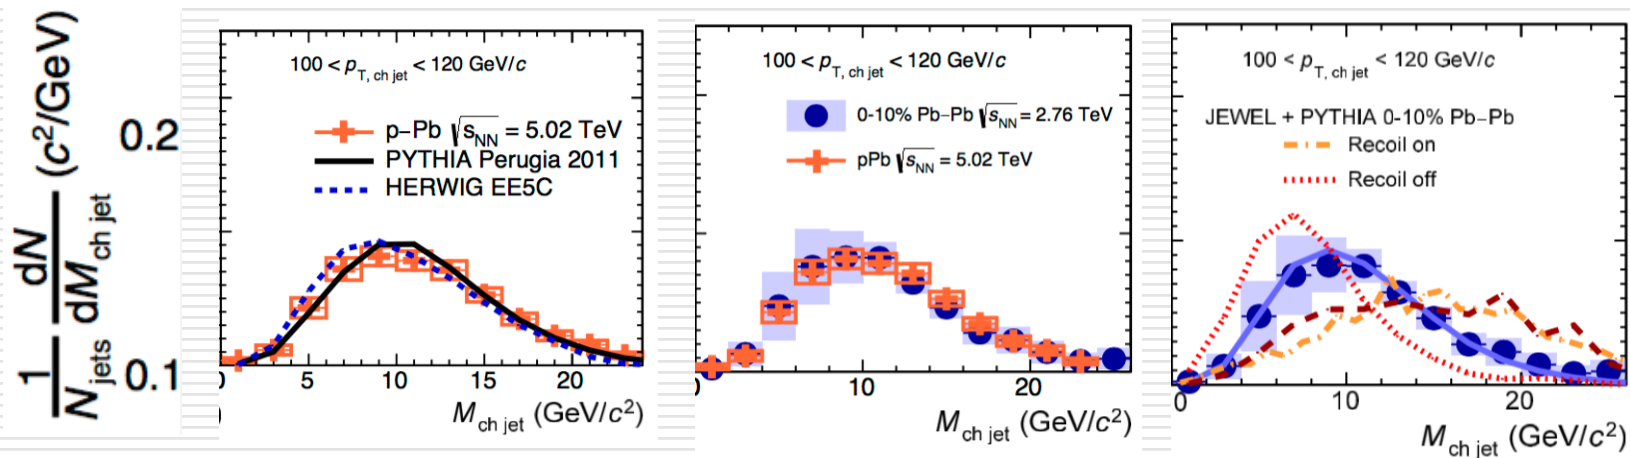 1/N_jets dN/dM_ch jet (c²/GeV)
0.2
0.1
100 < p_T, ch jet < 120 GeV/c
p–Pb √s_NN = 5.02 TeV
PYTHIA Perugia 2011
HERWIG EE5C
0 5 10 15 20
M_ch jet (GeV/c²)
100 < p_T, ch jet < 120 GeV/c
0-10% Pb–Pb √s_NN = 2.76 TeV
pPb √s_NN = 5.02 TeV
0 10 20
M_ch jet (GeV/c²)
100 < p_T, ch jet < 120 GeV/c
JEWEL + PYTHIA 0-10% Pb–Pb
Recoil on
Recoil off
0 10 20
M_ch jet (GeV/c²)